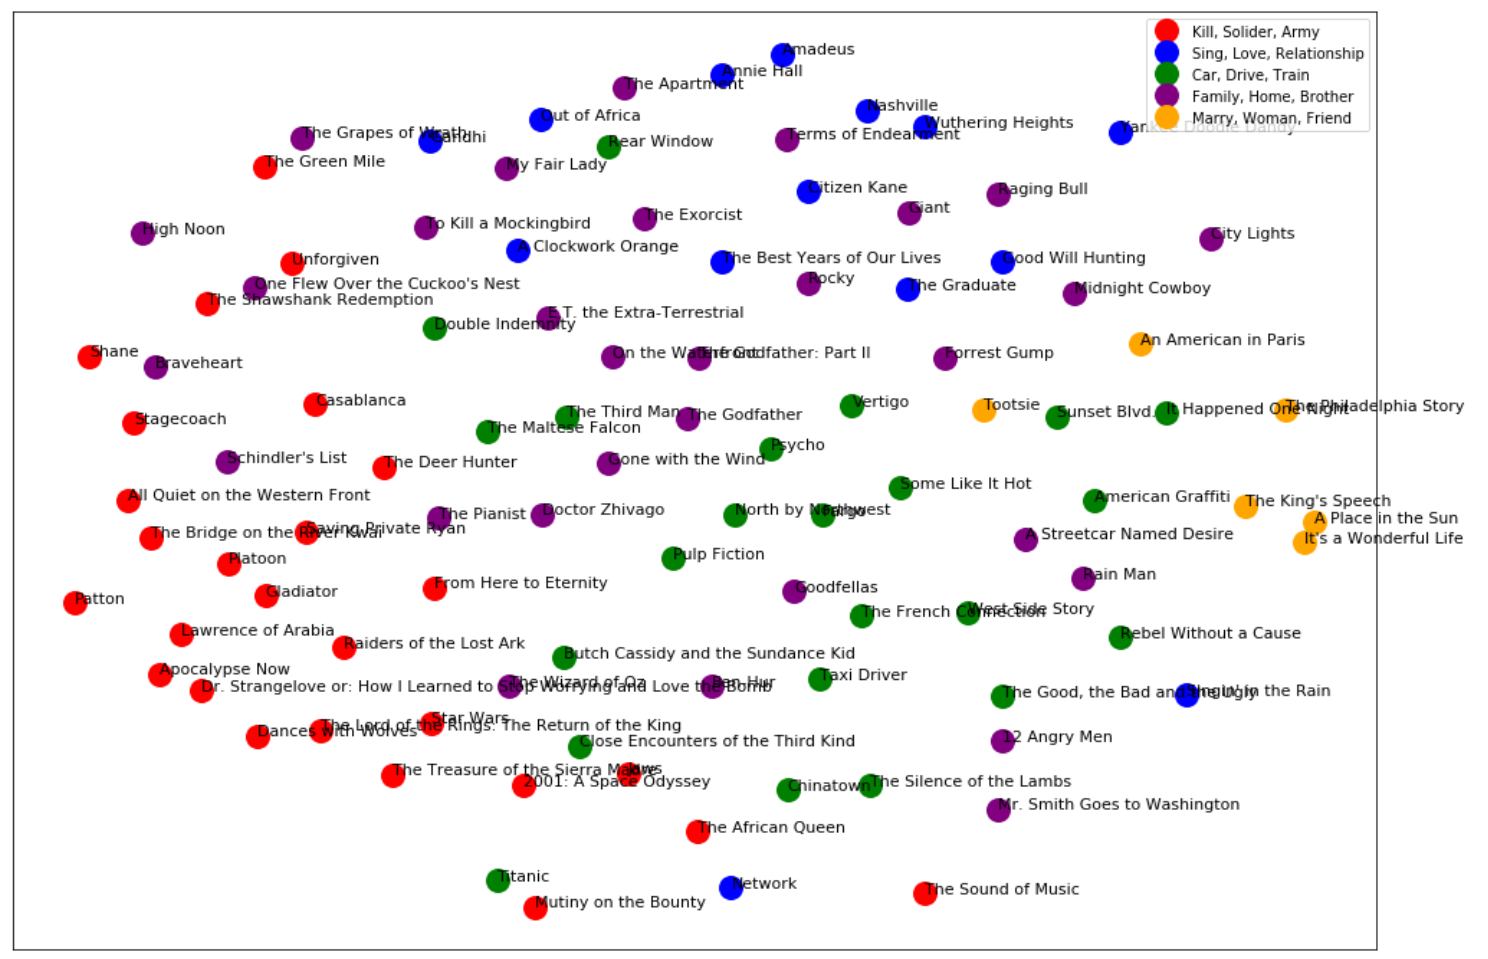 Kill, Solider, Army
Sing, Love, Relationship
Car, Drive, Train
Family, Home, Brother
Marry, Woman, Friend
Amadeus
Annie Hall
The Apartment
Nashville
Out of Africa
Wuthering Heights
Yankee Doodle Dandy
The Grapes of Wrath
Gandhi
Terms of Endearment
Rear Window
The Green Mile
My Fair Lady
Citizen Kane
Raging Bull
Giant
The Exorcist
To Kill a Mockingbird
High Noon
City Lights
A Clockwork Orange
Unforgiven
The Best Years of Our Lives
Good Will Hunting
Rocky
One Flew Over the Cuckoo's Nest
The Graduate
Midnight Cowboy
The Shawshank Redemption
E.T. the Extra-Terrestrial
Double Indemnity
An American in Paris
Shane
On the Waterfront
The Godfather: Part II
Forrest Gump
Braveheart
Casablanca
Vertigo
Tootsie
The Philadelphia Story
It Happened One Night
Sunset Blvd.
The Third Man
The Godfather
Stagecoach
The Maltese Falcon
Psycho
Schindler's List
The Deer Hunter
Gone with the Wind
Some Like It Hot
All Quiet on the Western Front
American Graffiti
The King's Speech
The Pianist
Doctor Zhivago
North by Northwest
Fargo
A Place in the Sun
Saving Private Ryan
The Bridge on the River Kwai
A Streetcar Named Desire
It's a Wonderful Life
Pulp Fiction
Platoon
Rain Man
From Here to Eternity
Goodfellas
Gladiator
Patton
West Side Story
The French Connection
Lawrence of Arabia
Rebel Without a Cause
Raiders of the Lost Ark
Butch Cassidy and the Sundance Kid
Apocalypse Now
Taxi Driver
The Wizard of Oz
Ben-Hur
Dr. Strangelove or: How I Learned to Stop Worrying and Love the Bomb
The Good, the Bad and the Ugly
Singin' in the Rain
Star Wars
The Lord of the Rings: The Return of the King
Dances with Wolves
12 Angry Men
Close Encounters of the Third Kind
The Treasure of the Sierra Madre
Jaws
2001: A Space Odyssey
Chinatown
The Silence of the Lambs
Mr. Smith Goes to Washington
The African Queen
Titanic
Network
The Sound of Music
Mutiny on the Bounty